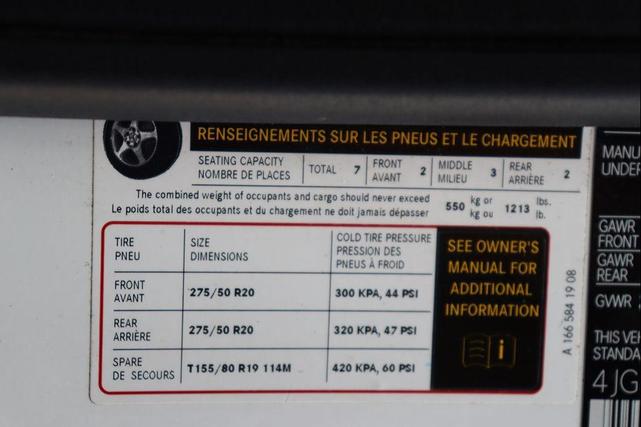 RENSEIGNEMENTS SUR LES PNEUS ET LE CHARGEMENT
SEATING CAPACITY
NOMBRE DE PLACES
TOTAL 7
FRONT
AVANT 2
MIDDLE
MILIEU 3
REAR
ARRIÈRE 2
The combined weight of occupants and cargo should never exceed
Le poids total des occupants et du chargement ne doit jamais dépasser
550 kg or
kg ou
1213 lbs.
lb.
TIRE
PNEU
SIZE
DIMENSIONS
COLD TIRE PRESSURE
PRESSION DES
PNEUS À FROID
FRONT
AVANT
275/50 R20
300 KPA, 44 PSI
REAR
ARRIÈRE
275/50 R20
320 KPA, 47 PSI
SPARE
DE SECOURS
T155/80 R19 114M
420 KPA, 60 PSI
SEE OWNER'S
MANUAL FOR
ADDITIONAL
INFORMATION
i
A 166 584 19 08
MANU
UNDER
GAWR
FRONT
GAWR
REAR
GVWR
THIS VEH
STANDA
4JG